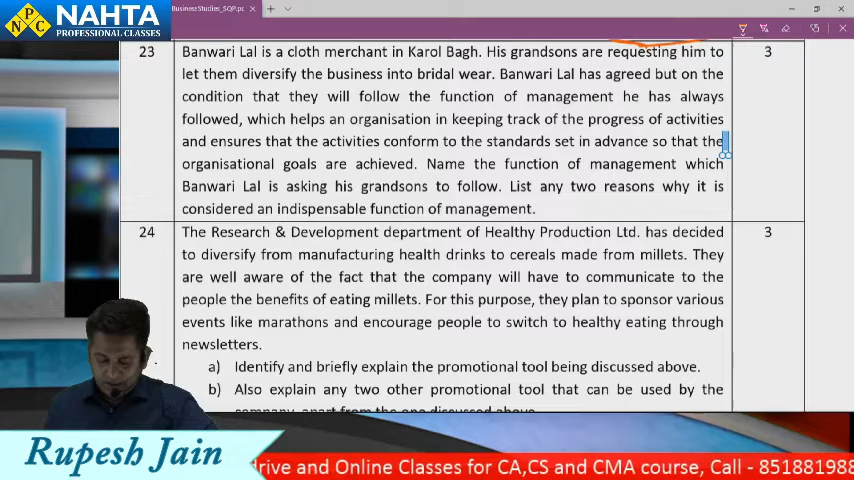 BusinessStudies_SQP.pc
NPC
NAHTA
PROFESSIONAL CLASSES
23
Banwari Lal is a cloth merchant in Karol Bagh. His grandsons are requesting him to
3
let them diversify the business into bridal wear. Banwari Lal has agreed but on the
condition that they will follow the function of management he has always
followed, which helps an organisation in keeping track of the progress of activities
and ensures that the activities conform to the standards set in advance so that the
organisational goals are achieved. Name the function of management which
Banwari Lal is asking his grandsons to follow. List any two reasons why it is
considered an indispensable function of management.
24
The Research & Development department of Healthy Production Ltd. has decided
3
to diversify from manufacturing health drinks to cereals made from millets. They
are well aware of the fact that the company will have to communicate to the
people the benefits of eating millets. For this purpose, they plan to sponsor various
events like marathons and encourage people to switch to healthy eating through
newsletters.
a) Identify and briefly explain the promotional tool being discussed above.
b) Also explain any two other promotional tool that can be used by the
company, apart from the one discussed above.
Rupesh Jain
drive and Online Classes for CA,CS and CMA course, Call - 851881988